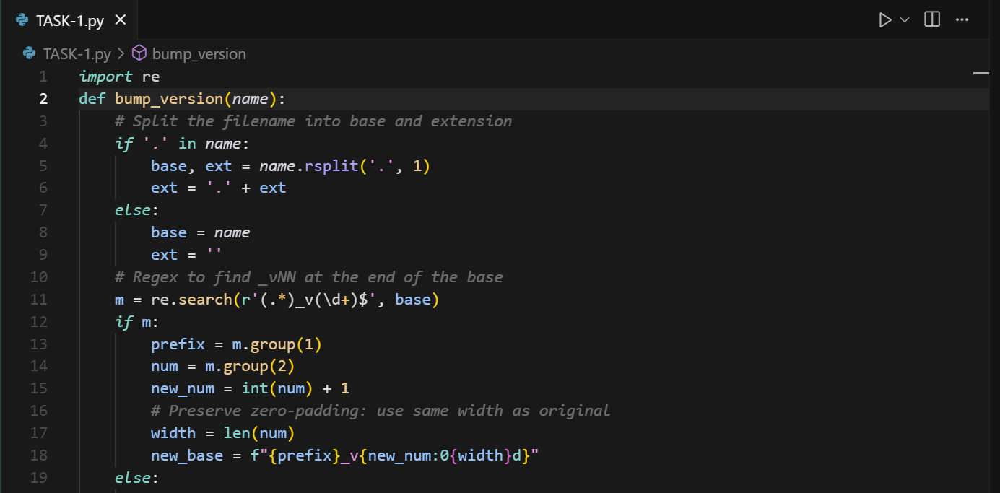 TASK-1.py
TASK-1.py > bump_version
1 import re
2 def bump_version(name):
3     # Split the filename into base and extension
4     if '.' in name:
5         base, ext = name.rsplit('.', 1)
6         ext = '.' + ext
7     else:
8         base = name
9         ext = ''
10     # Regex to find _vNN at the end of the base
11     m = re.search(r'(.*)_v(\d+)$', base)
12     if m:
13         prefix = m.group(1)
14         num = m.group(2)
15         new_num = int(num) + 1
16         # Preserve zero-padding: use same width as original
17         width = len(num)
18         new_base = f"{prefix}_v{new_num:0{width}d}"
19     else: